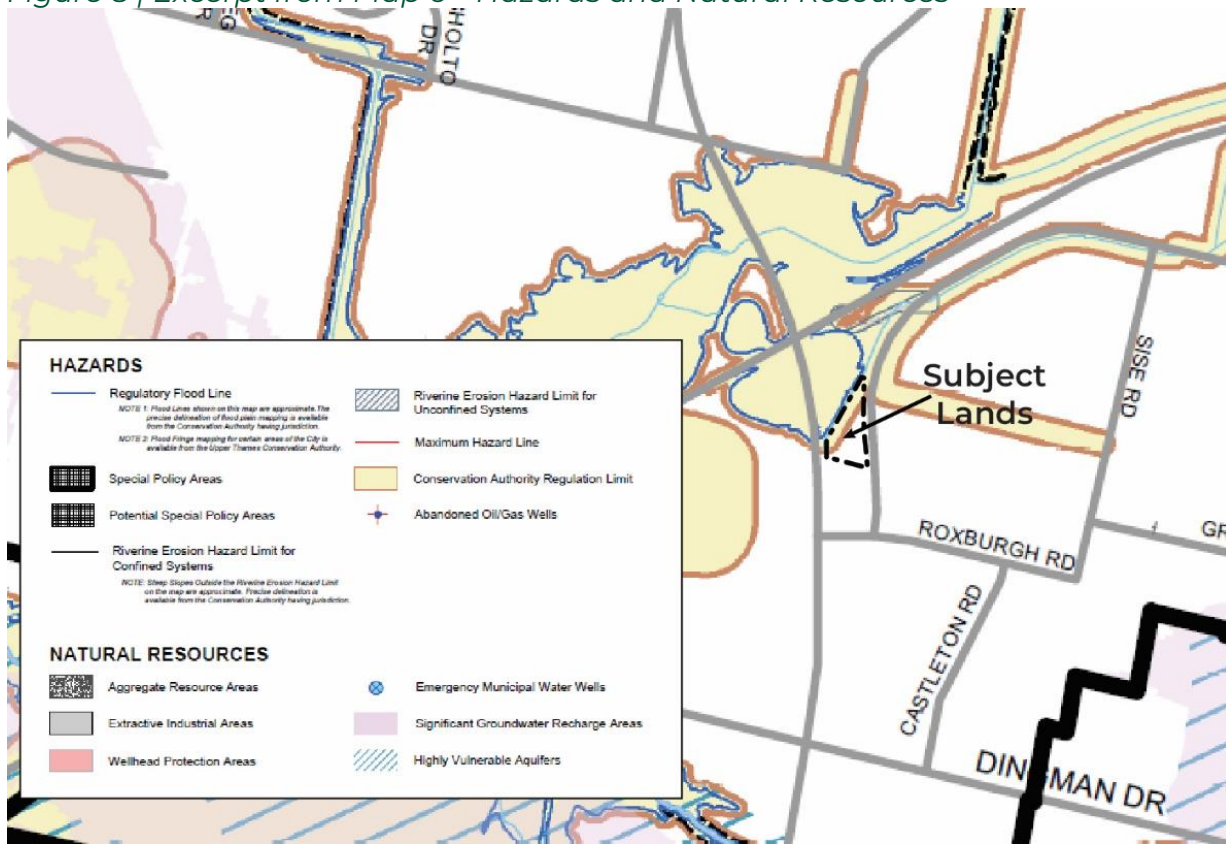 Figure 3 | Excerpt from Map 6 - Hazards and Natural Resources
DR
HOLTO
DR
SISE RD
Subject
Lands
ROXBURGH RD
GR
CASTLETON RD
DINGMAN DR
HAZARDS
Regulatory Flood Line
NOTE 1: Flood Lines shown on this map are approximate. The
precise delineation of flood plain mapping is available
from the Conservation Authority having jurisdiction.
NOTE 2: Flood Fringe mapping for certain areas of the City is
available from the Upper Thames Conservation Authority.
Special Policy Areas
Potential Special Policy Areas
Riverine Erosion Hazard Limit for
Confined Systems
NOTE: Steep Slopes Outside the Riverine Erosion Hazard Limit
on the map are approximate. Precise delineation is
available from the Conservation Authority having jurisdiction.
Riverine Erosion Hazard Limit for
Unconfined Systems
Maximum Hazard Line
Conservation Authority Regulation Limit
Abandoned Oil/Gas Wells
NATURAL RESOURCES
Aggregate Resource Areas
Extractive Industrial Areas
Wellhead Protection Areas
Emergency Municipal Water Wells
Significant Groundwater Recharge Areas
Highly Vulnerable Aquifers